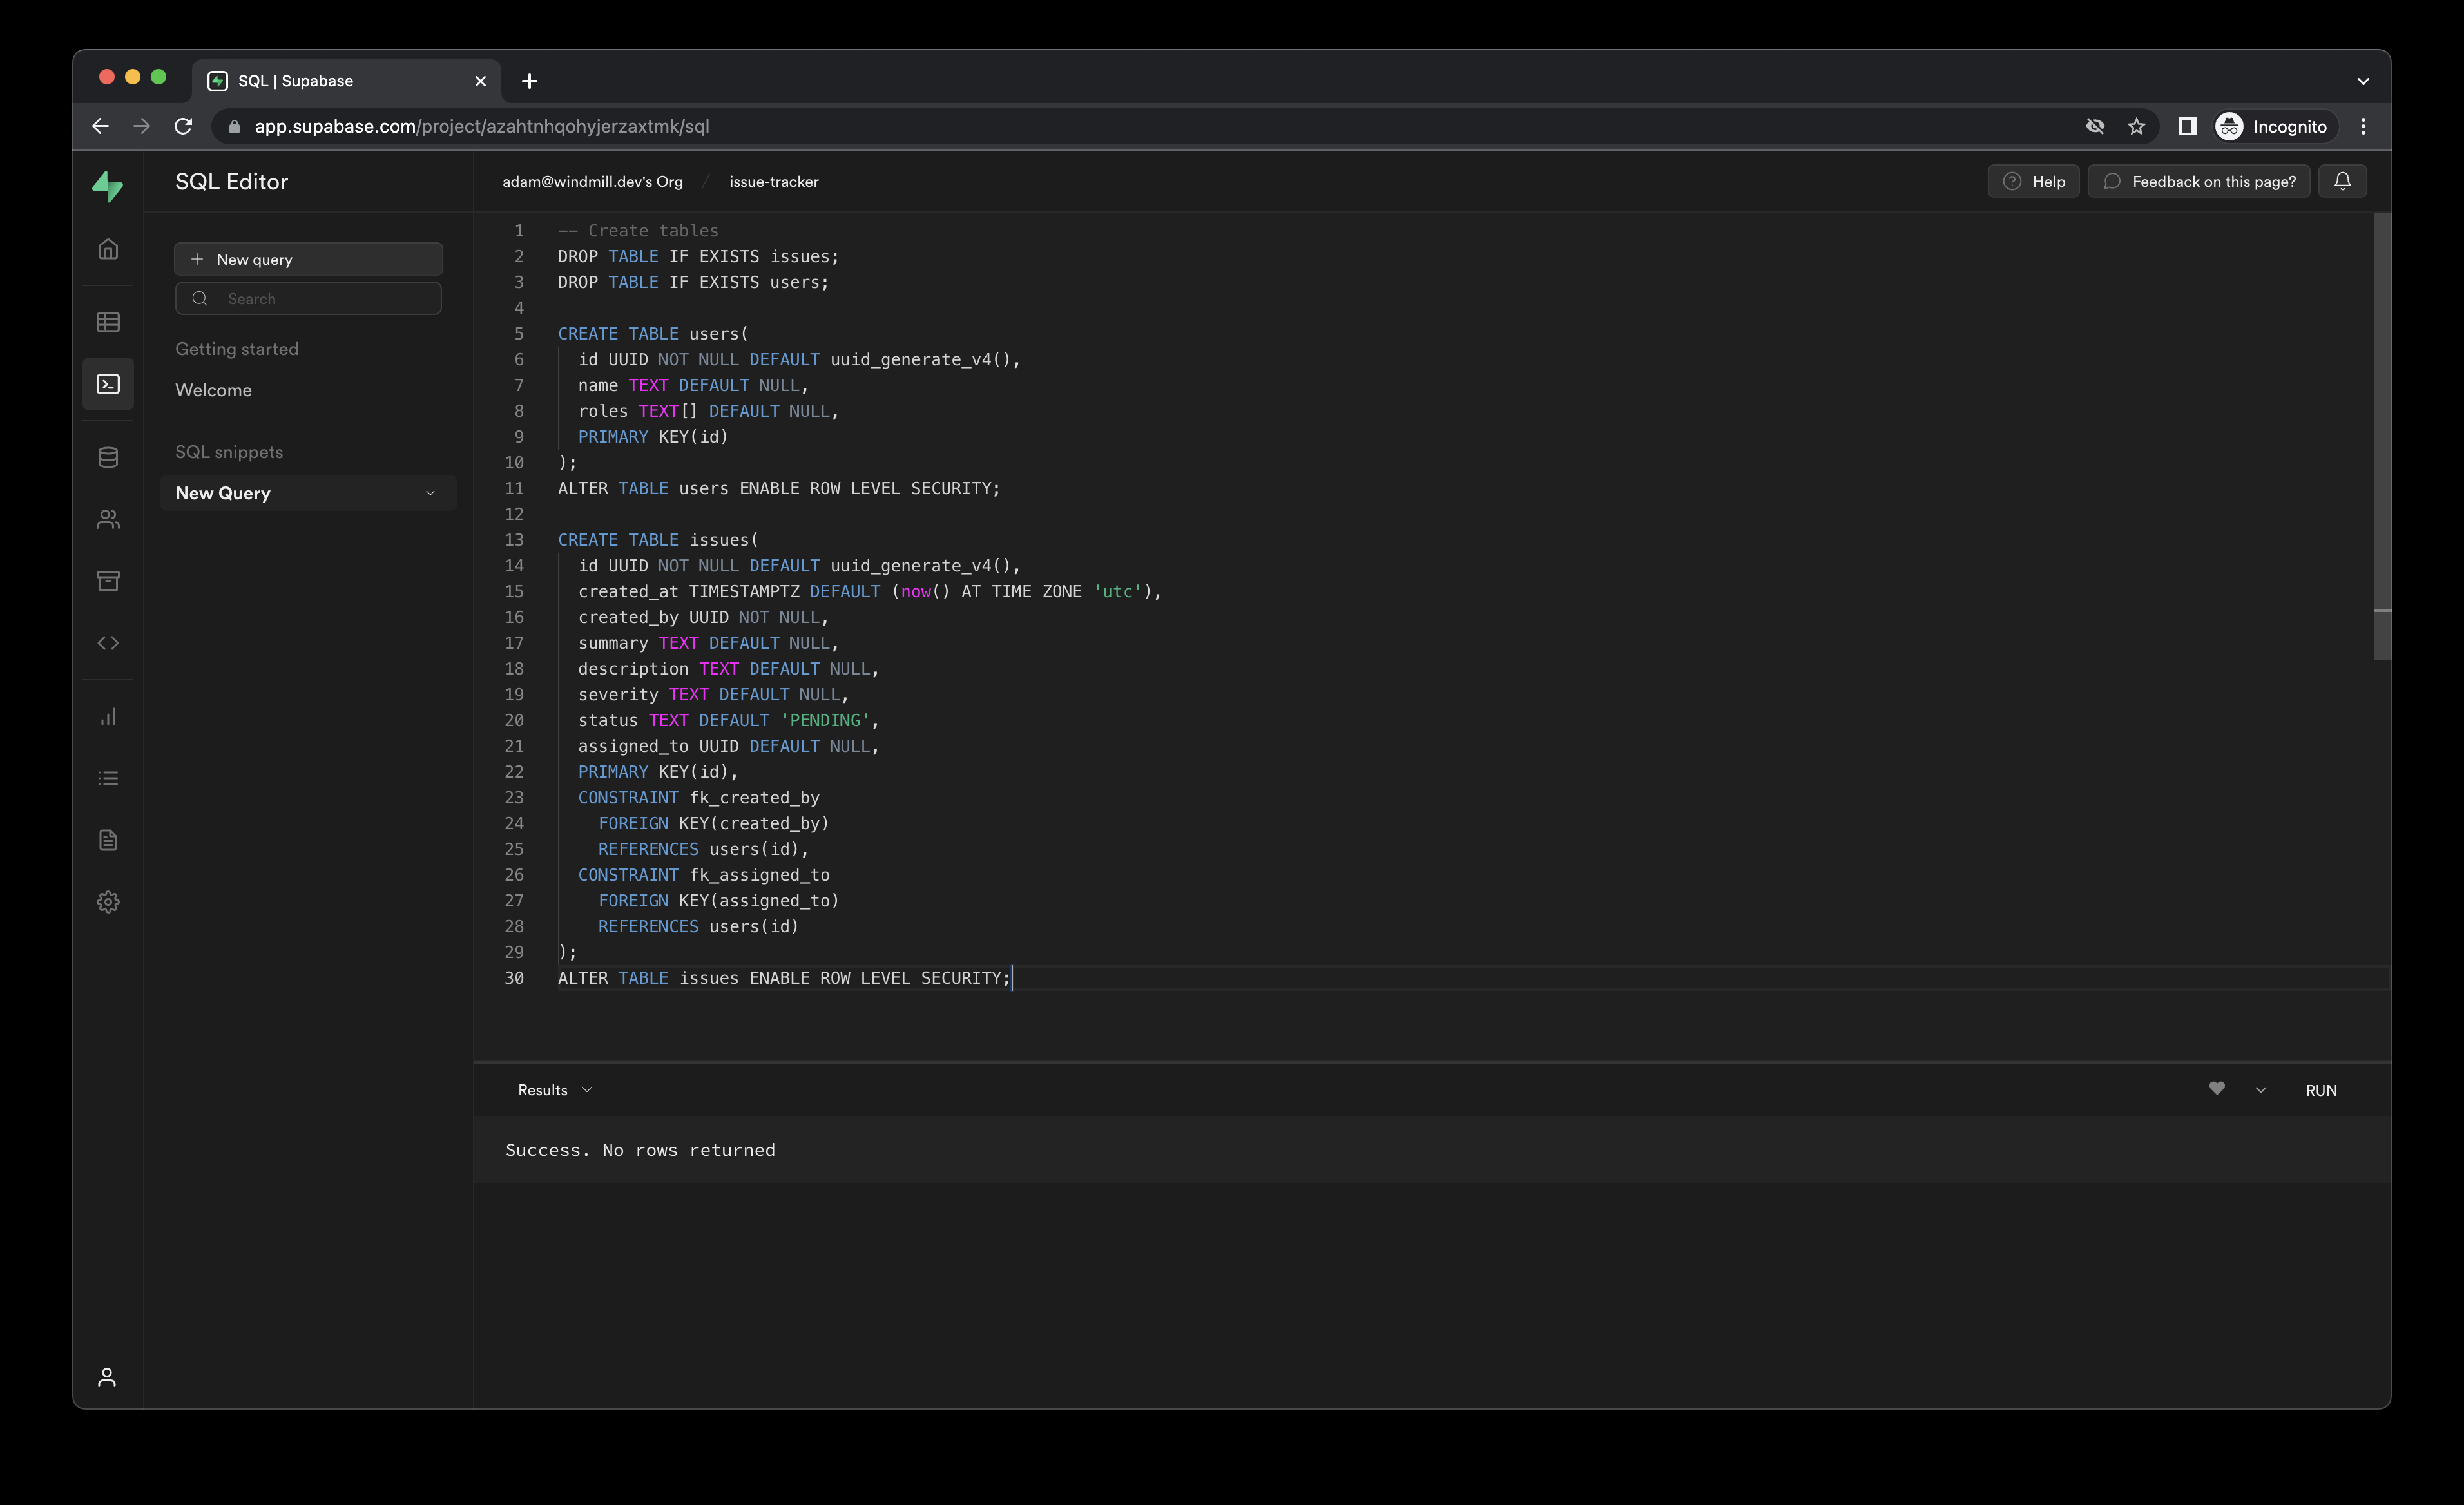 SQL | Supabase
app.supabase.com/project/azahtnhqohyjerzaxtmk/sql
Incognito
SQL Editor
adam@windmill.dev's Org / issue-tracker
Help
Feedback on this page?
New query
Search
Getting started
Welcome
SQL snippets
New Query
1 -- Create tables
2 DROP TABLE IF EXISTS issues;
3 DROP TABLE IF EXISTS users;
4
5 CREATE TABLE users(
6 id UUID NOT NULL DEFAULT uuid_generate_v4(),
7 name TEXT DEFAULT NULL,
8 roles TEXT[] DEFAULT NULL,
9 PRIMARY KEY(id)
10 );
11 ALTER TABLE users ENABLE ROW LEVEL SECURITY;
12
13 CREATE TABLE issues(
14 id UUID NOT NULL DEFAULT uuid_generate_v4(),
15 created_at TIMESTAMPTZ DEFAULT (now() AT TIME ZONE 'utc'),
16 created_by UUID NOT NULL,
17 summary TEXT DEFAULT NULL,
18 description TEXT DEFAULT NULL,
19 severity TEXT DEFAULT NULL,
20 status TEXT DEFAULT 'PENDING',
21 assigned_to UUID DEFAULT NULL,
22 PRIMARY KEY(id),
23 CONSTRAINT fk_created_by
24 FOREIGN KEY(created_by)
25 REFERENCES users(id),
26 CONSTRAINT fk_assigned_to
27 FOREIGN KEY(assigned_to)
28 REFERENCES users(id)
29 );
30 ALTER TABLE issues ENABLE ROW LEVEL SECURITY;
Results
RUN
Success. No rows returned